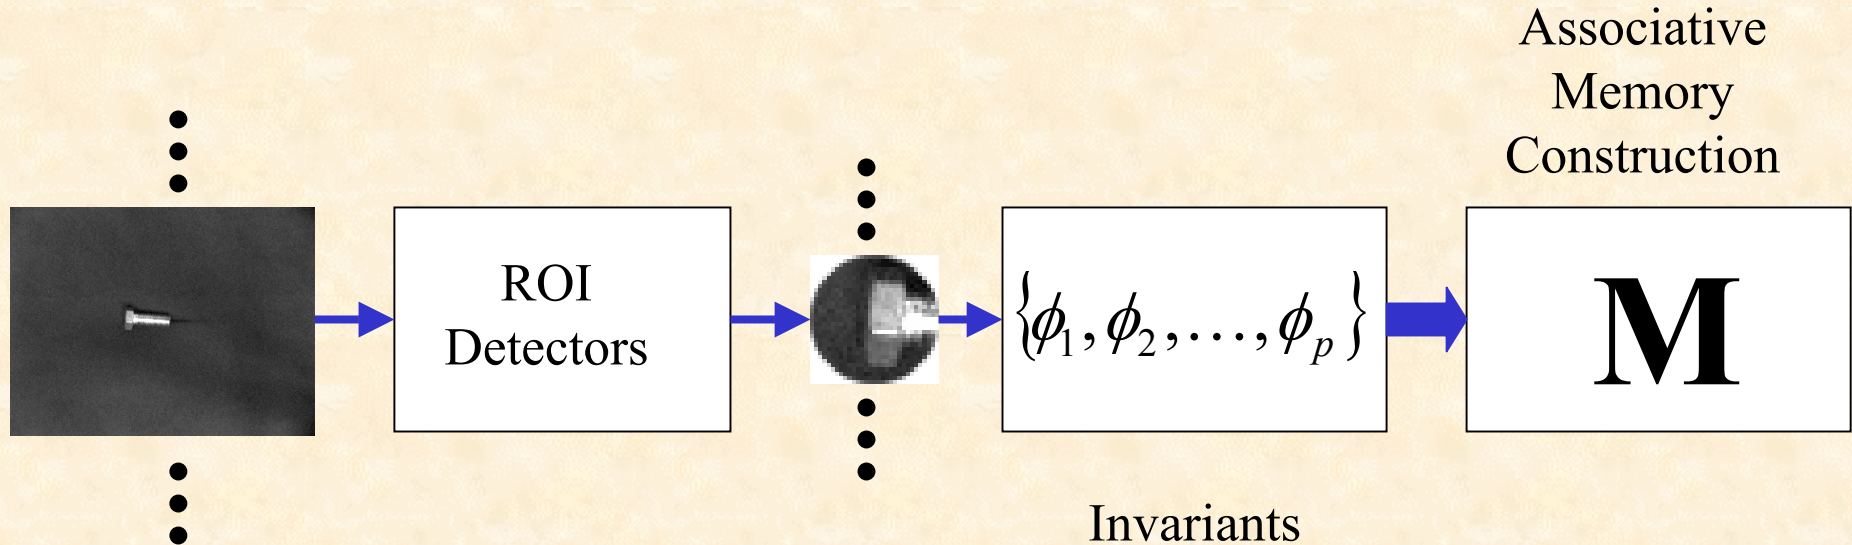 Associative
Memory
Construction
ROI
Detectors
{ϕ₁, ϕ₂, ..., ϕₚ}
M
Invariants